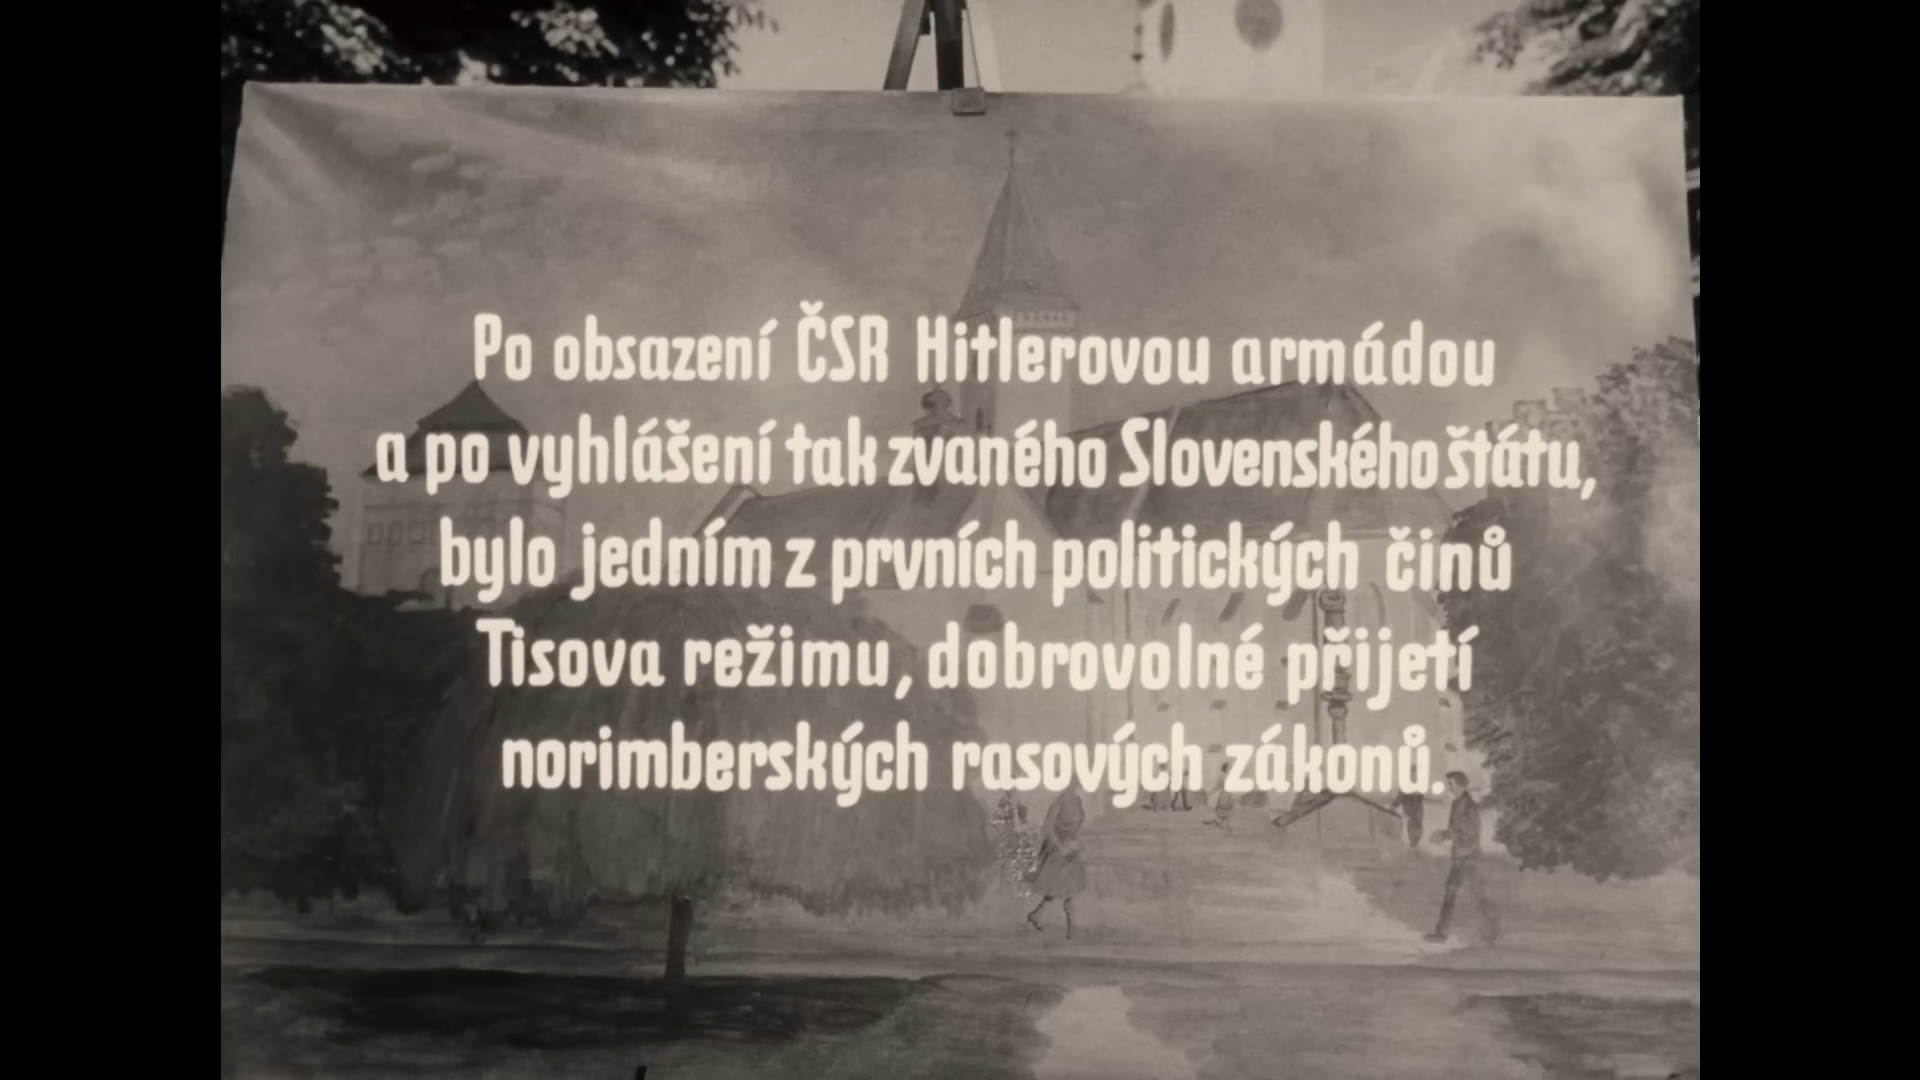 Po obsazení ČSR Hitlerovou armádou
a po vyhlášení tak zvaného Slovenského štátu,
bylo jedním z prvních politických činů
Tisova režimu, dobrovolné přijetí
norimberských rasových zákonů.